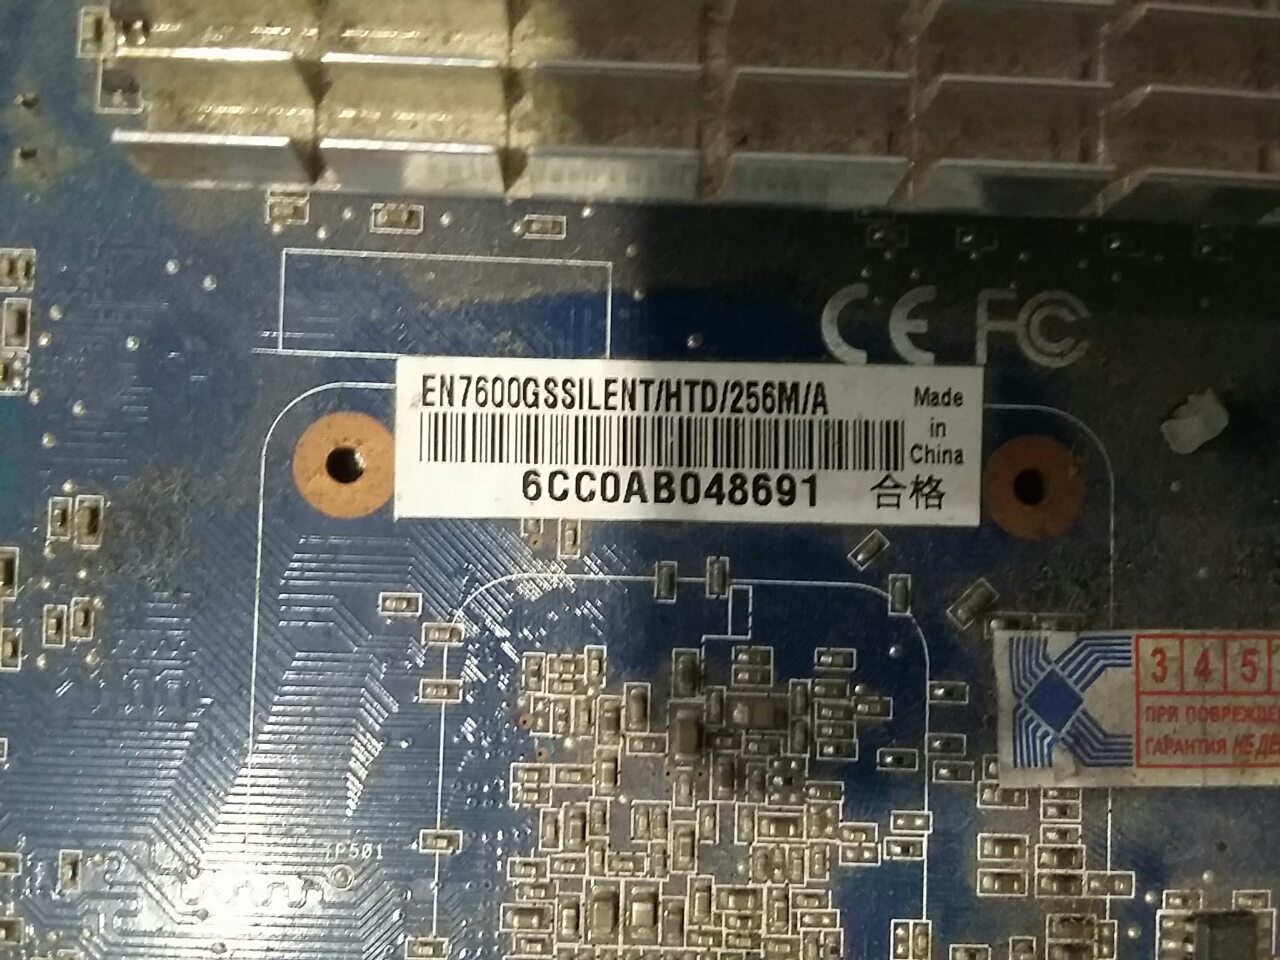 CE FC
EN7600GSSILENT/HTD/256M/A
Made
in
China
6CC0AB048691
合格
3 4 5
ПРИ ПОВРЕЖДЕ
ГАРАНТИЯ НЕ ДЕ
TP501